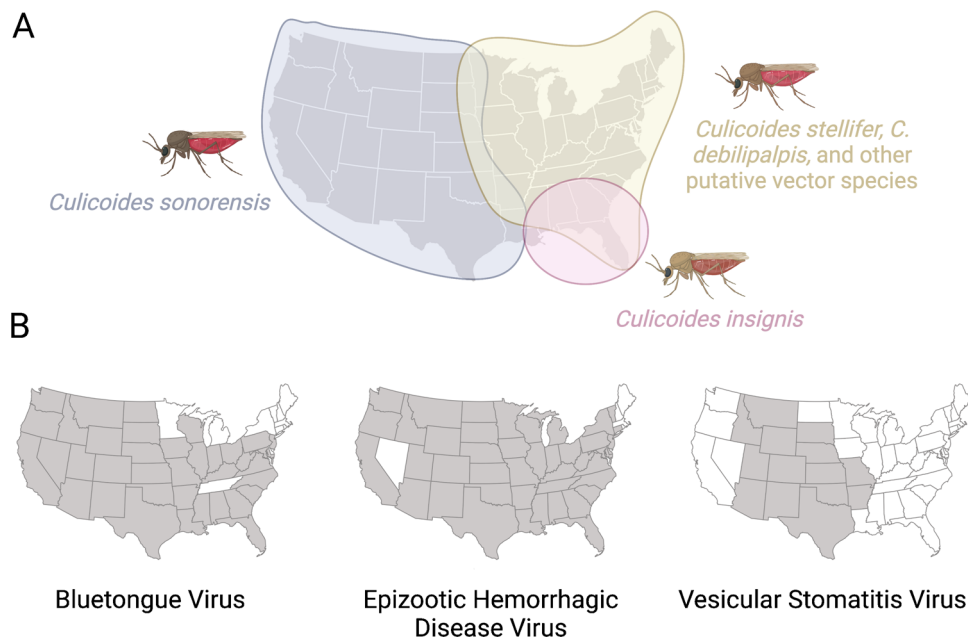 A
Culicoides stellifer, C.
debilipalpis, and other
putative vector species
Culicoides sonorensis
Culicoides insignis
B
Bluetongue Virus
Epizootic Hemorrhagic
Disease Virus
Vesicular Stomatitis Virus